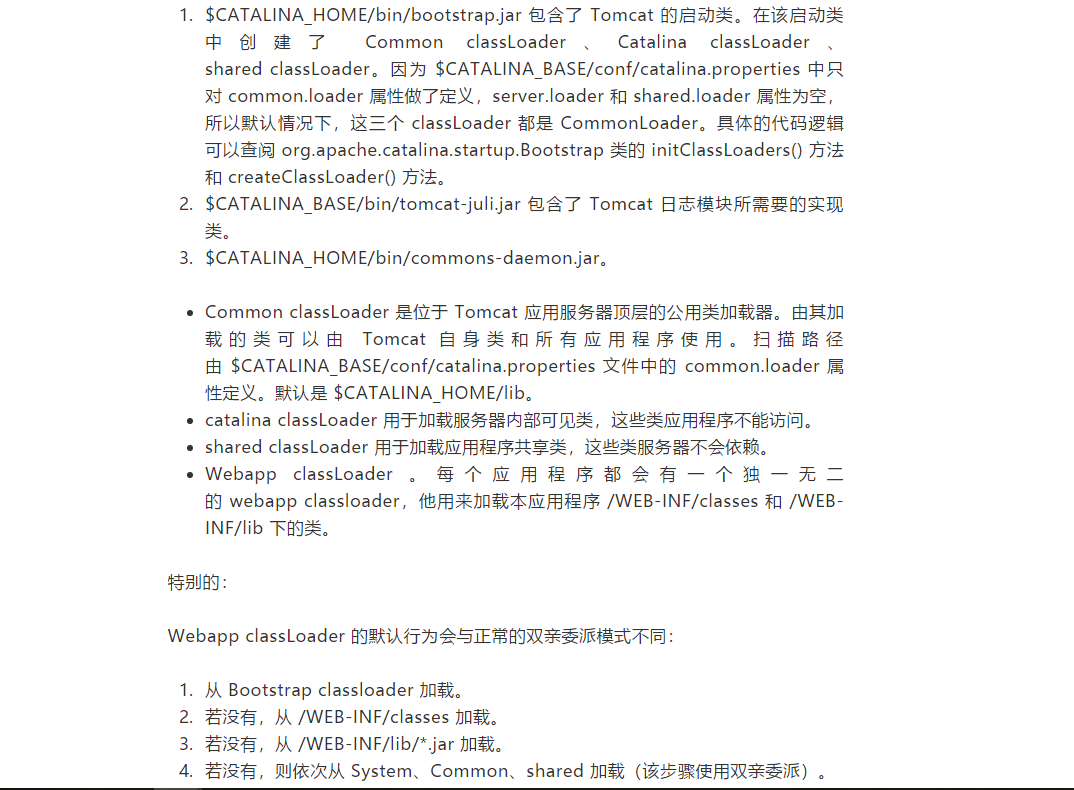 1. $CATALINA_HOME/bin/bootstrap.jar 包含了 Tomcat 的启动类。在该启动类
中创建了 Common classLoader、Catalina classLoader、
shared classLoader。因为 $CATALINA_BASE/conf/catalina.properties 中只
对 common.loader 属性做了定义，server.loader 和 shared.loader 属性为空，
所以默认情况下，这三个 classLoader 都是 CommonLoader。具体的代码逻辑
可以查阅 org.apache.catalina.startup.Bootstrap 类的 initClassLoaders() 方法
和 createClassLoader() 方法。
2. $CATALINA_BASE/bin/tomcat-juli.jar 包含了 Tomcat 日志模块所需要的实现
类。
3. $CATALINA_HOME/bin/commons-daemon.jar。
• Common classLoader 是位于 Tomcat 应用服务器顶层的公用类加载器。由其加
载的类可以由 Tomcat 自身类和所有应用程序使用。扫描路径
由 $CATALINA_BASE/conf/catalina.properties 文件中的 common.loader 属
性定义。默认是 $CATALINA_HOME/lib。
• catalina classLoader 用于加载服务器内部可见类，这些类应用程序不能访问。
• shared classLoader 用于加载应用程序共享类，这些类服务器不会依赖。
• Webapp classLoader 。每个应用程序都会有一个独一无二
的 webapp classloader，他用来加载本应用程序 /WEB-INF/classes 和 /WEB-
INF/lib 下的类。
特别的：
Webapp classLoader 的默认行为会与正常的双亲委派模式不同：
1. 从 Bootstrap classloader 加载。
2. 若没有，从 /WEB-INF/classes 加载。
3. 若没有，从 /WEB-INF/lib/*.jar 加载。
4. 若没有，则依次从 System、Common、shared 加载（该步骤使用双亲委派）。